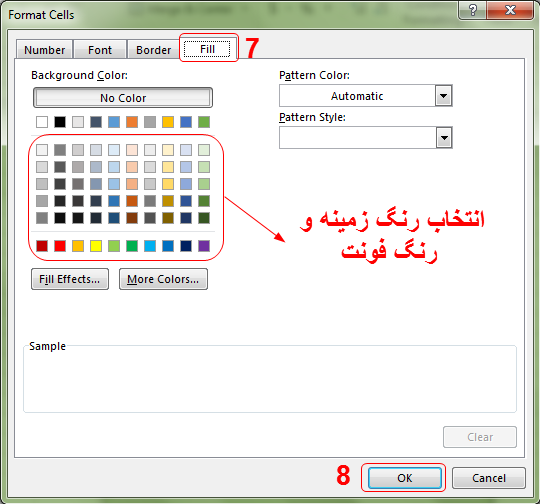 Format Cells
Number
Font
Border
Fill
7
Background Color:
No Color
Pattern Color:
Automatic
Pattern Style:
انتخاب رنگ زمینه و
رنگ فونت
Fill Effects...
More Colors...
Sample
Clear
8
OK
Cancel